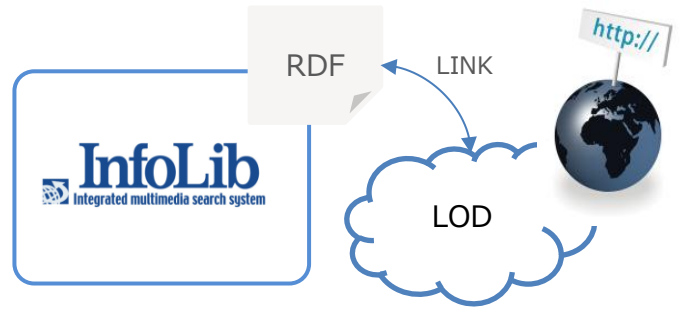 RDF
LINK
http://
InfoLib
Integrated multimedia search system
LOD